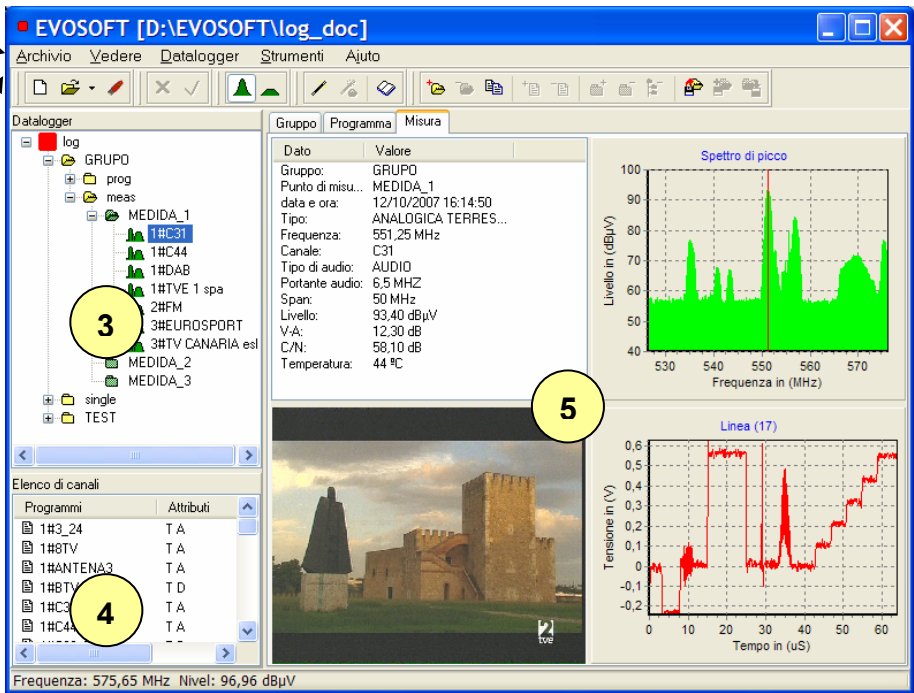 EVOSOFT [D:\EVOSOFT\log_doc]
Archivio Vedere Datalogger Strumenti Ajuto
Datalogger
log
GRUPO
prog
meas
MEDIDA_1
1#C31
1#C44
1#DAB
1#TVE 1 spa
2#FM
3#EUROSPORT
3#TV CANARIA esl
MEDIDA_2
MEDIDA_3
single
TEST
3
Elenco di canali
Programmi Attributi
1#3_24 T A
1#8TV T A
1#ANTENA3 T A
1#BTV T D
1#C3 T A
1#C44 T A
4
Gruppo Programma Misura
Dato Valore
Gruppo: GRUPO
Punto di misu... MEDIDA_1
data e ora: 12/10/2007 16:14:50
Tipo: ANALOGICA TERRES...
Frequenza: 551,25 MHz
Canale: C31
Tipo di audio: AUDIO
Portante audio: 6,5 MHZ
Span: 50 MHz
Livello: 93,40 dBµV
V-A: 12,30 dB
C/N: 58,10 dB
Temperatura: 44 ºC
5
Spettro di picco
Livello in (dBµV)
100
90
80
70
60
50
40
530 540 550 560 570
Frequenza in (MHz)
2
tve
Linea (17)
Tensione in (V)
0,6
0,5
0,4
0,3
0,2
0,1
0
-0,1
-0,2
0 10 20 30 40 50 60
Tempo in (uS)
Frequenza: 575,65 MHz Nivel: 96,96 dBµV